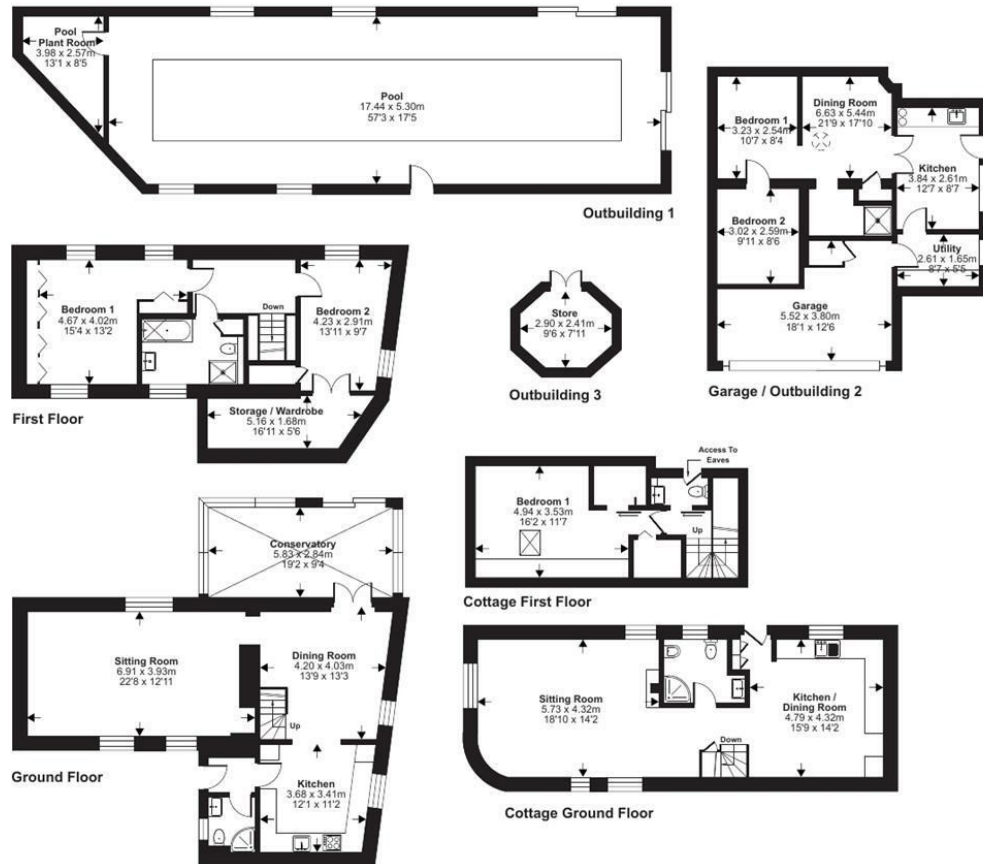 Pool
Plant Room
3.98 x 2.57m
13'1 x 8'5
Pool
17.44 x 5.30m
57'3 x 17'5
Outbuilding 1
Bedroom 1
3.23 x 2.54m
10'7 x 8'4
Dining Room
6.63 x 5.44m
21'9 x 17'10
Kitchen
3.84 x 2.61m
12'7 x 8'7
Bedroom 2
3.02 x 2.59m
9'11 x 8'6
Utility
2.61 x 1.65m
8'7 x 5'5
Garage
5.52 x 3.80m
18'1 x 12'6
Garage / Outbuilding 2
Bedroom 1
4.67 x 4.02m
15'4 x 13'2
Down
Bedroom 2
4.23 x 2.91m
13'11 x 9'7
Storage / Wardrobe
5.16 x 1.68m
16'11 x 5'6
First Floor
Store
2.90 x 2.41m
9'6 x 7'11
Outbuilding 3
Access To
Eaves
Bedroom 1
4.94 x 3.53m
16'2 x 11'7
Up
Cottage First Floor
Conservatory
5.83 x 2.84m
19'2 x 9'4
Sitting Room
6.91 x 3.93m
22'8 x 12'11
Dining Room
4.20 x 4.03m
13'9 x 13'3
Up
Kitchen
3.68 x 3.41m
12'1 x 11'2
Ground Floor
Sitting Room
5.73 x 4.32m
18'10 x 14'2
Kitchen /
Dining Room
4.79 x 4.32m
15'9 x 14'2
Down
Cottage Ground Floor